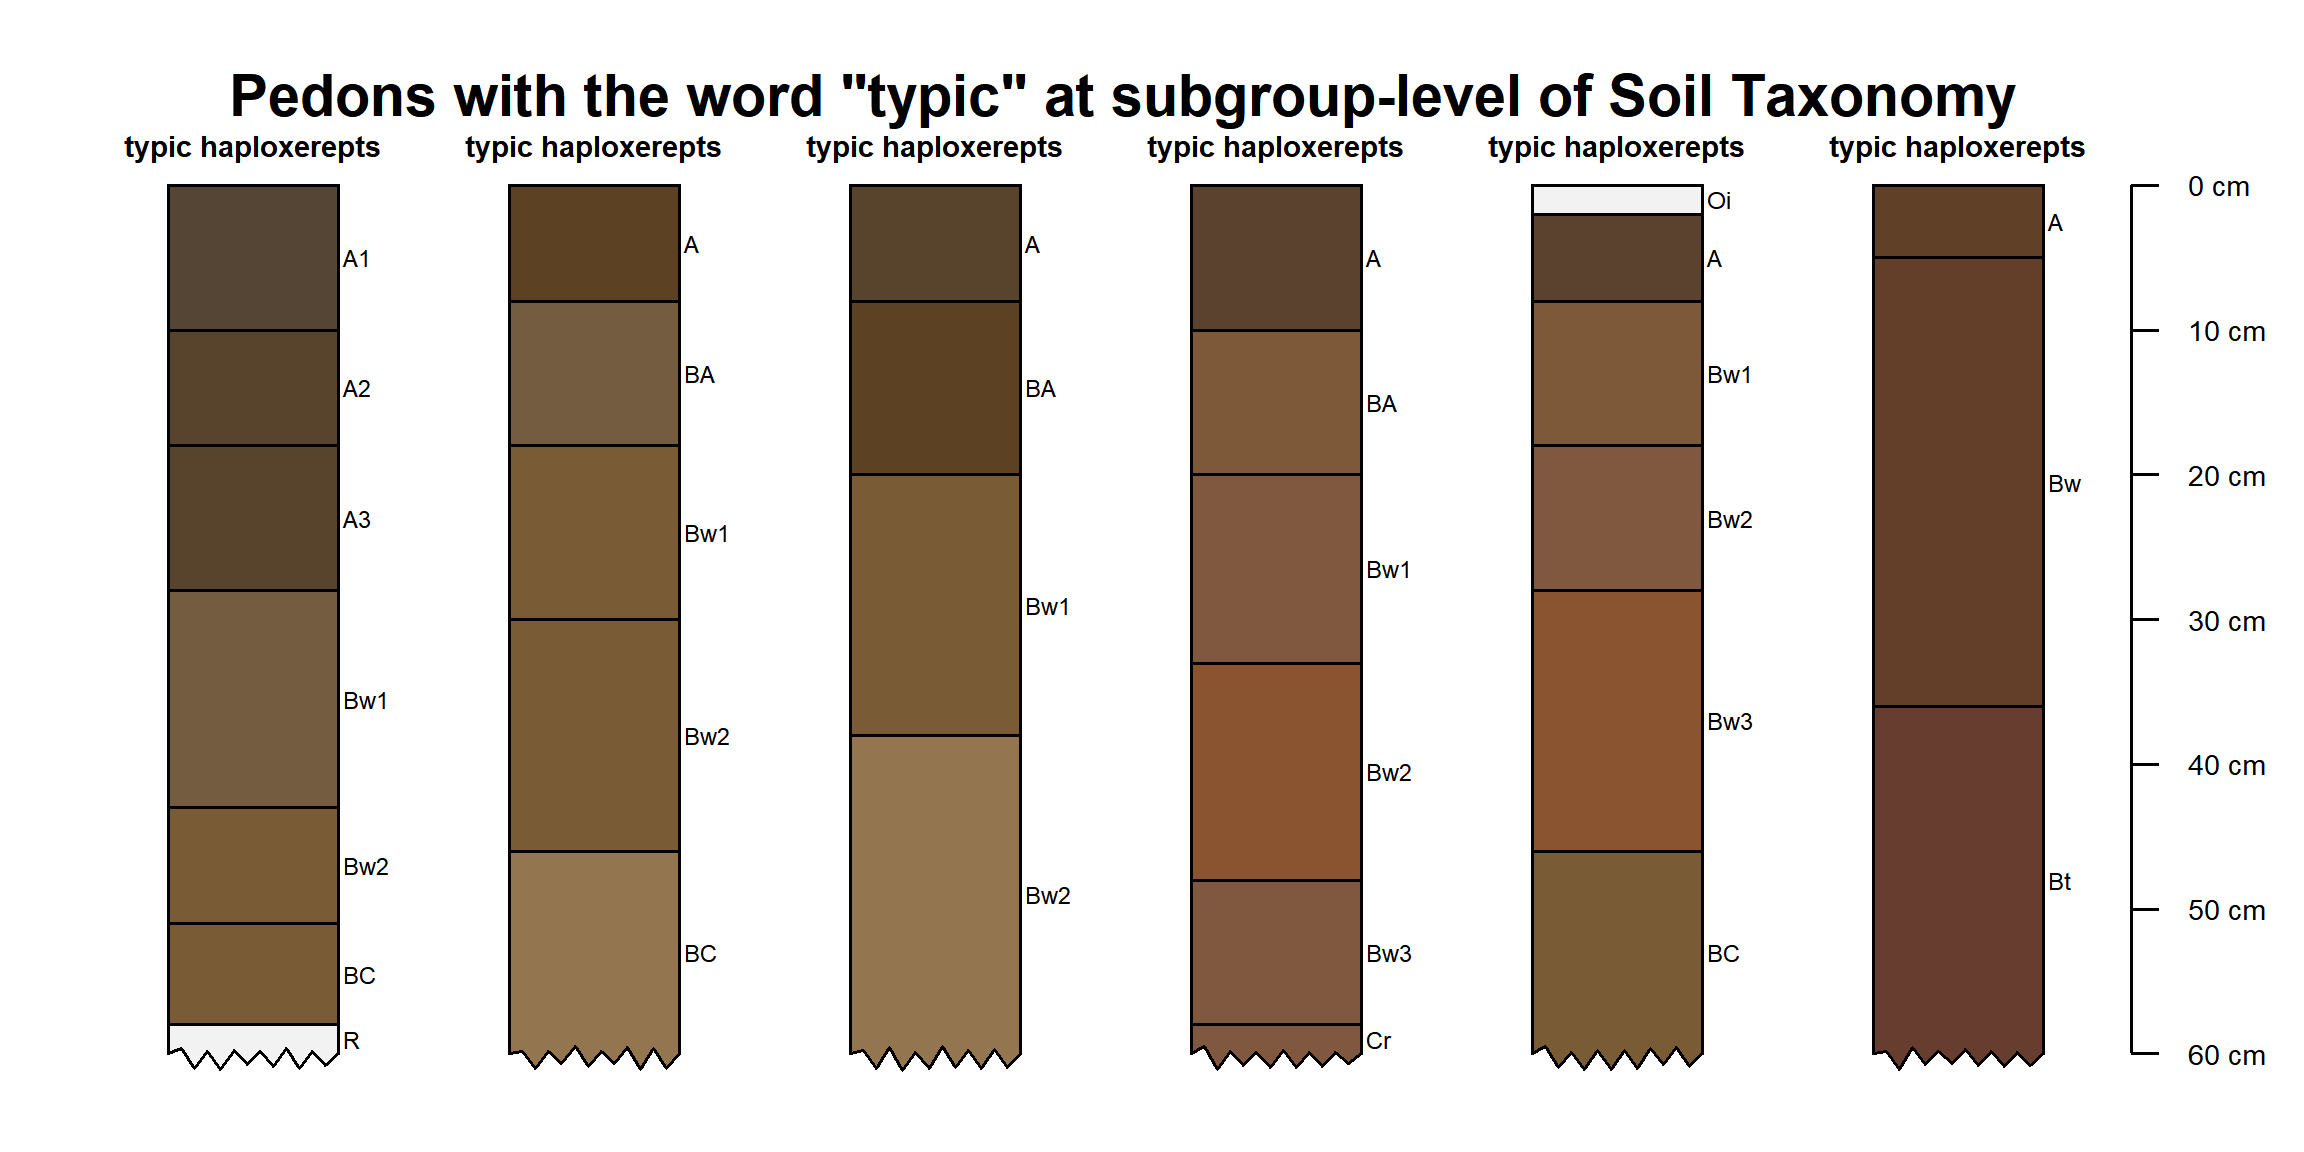 Pedons with the word "typic" at subgroup-level of Soil Taxonomy
typic haploxerepts
A1
A2
A3
Bw1
Bw2
BC
R
typic haploxerepts
A
BA
Bw1
Bw2
BC
typic haploxerepts
A
BA
Bw1
Bw2
typic haploxerepts
A
BA
Bw1
Bw2
Bw3
Cr
typic haploxerepts
Oi
A
Bw1
Bw2
Bw3
BC
typic haploxerepts
A
Bw
Bt
0 cm
10 cm
20 cm
30 cm
40 cm
50 cm
60 cm